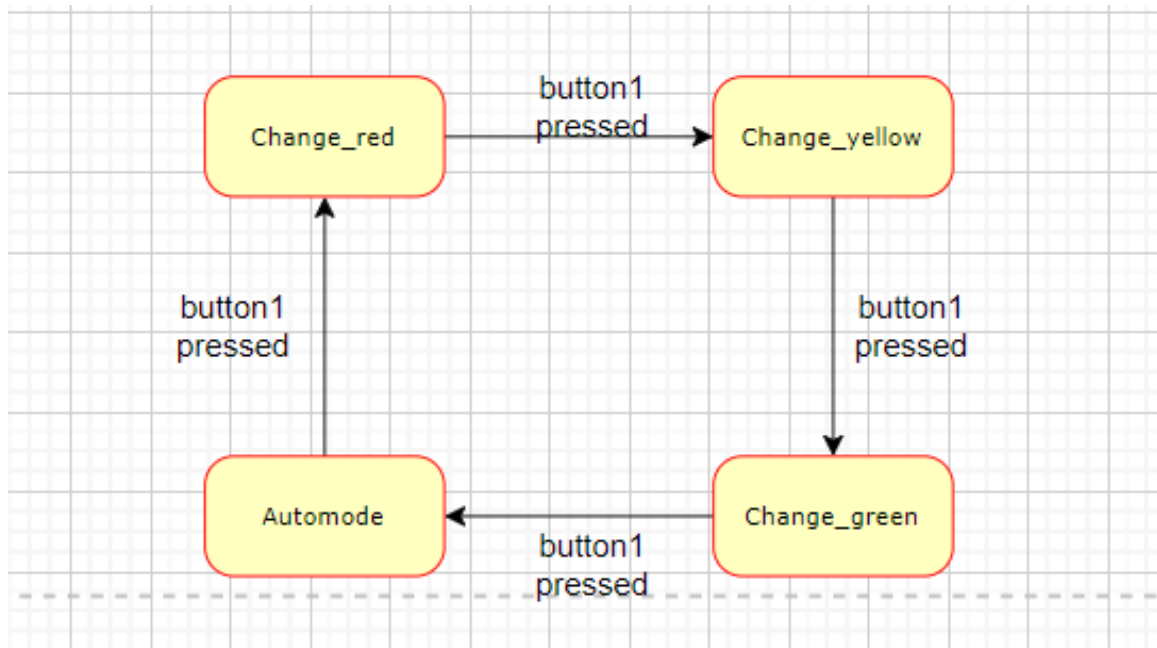 button1
pressed
Change_red
Change_yellow
button1
pressed
button1
pressed
Automode
Change_green
button1
pressed